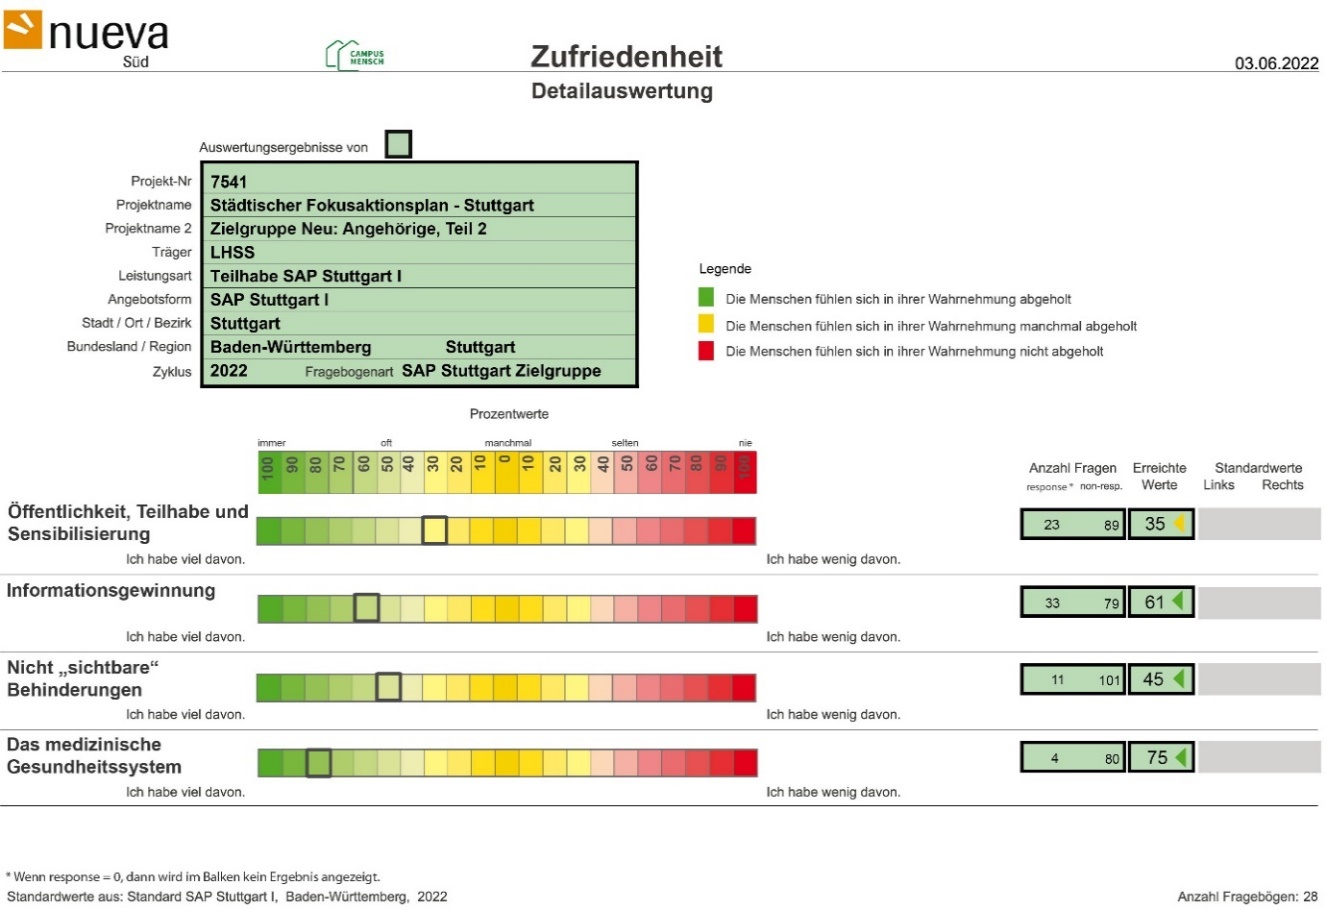 nueva
Süd
CAMPUS
MENSCH
Zufriedenheit
03.06.2022
Detailauswertung
Auswertungsergebnisse von
Projekt-Nr 7541
Projektname Städtischer Fokusaktionsplan - Stuttgart
Projektname 2 Zielgruppe Neu: Angehörige, Teil 2
Träger LHSS
Leistungsart Teilhabe SAP Stuttgart I
Angebotsform SAP Stuttgart I
Stadt / Ort / Bezirk Stuttgart
Bundesland / Region Baden-Württemberg Stuttgart
Zyklus 2022 Fragebogenart SAP Stuttgart Zielgruppe
Legende
Die Menschen fühlen sich in ihrer Wahrnehmung abgeholt
Die Menschen fühlen sich in ihrer Wahrnehmung manchmal abgeholt
Die Menschen fühlen sich in ihrer Wahrnehmung nicht abgeholt
Prozentwerte
immer oft manchmal selten nie
100 90 80 70 60 50 40 30 20 10 0 10 20 30 40 50 60 70 80 90 100
Anzahl Fragen Erreichte Standardwerte
response * non-resp. Werte Links Rechts
Öffentlichkeit, Teilhabe und
Sensibilisierung
23 89 35
Ich habe viel davon. Ich habe wenig davon.
Informationsgewinnung
33 79 61
Ich habe viel davon. Ich habe wenig davon.
Nicht „sichtbare“
Behinderungen
11 101 45
Ich habe viel davon. Ich habe wenig davon.
Das medizinische
Gesundheitssystem
4 80 75
Ich habe viel davon. Ich habe wenig davon.
* Wenn response = 0, dann wird im Balken kein Ergebnis angezeigt.
Standardwerte aus: Standard SAP Stuttgart I, Baden-Württemberg, 2022
Anzahl Fragebögen: 28